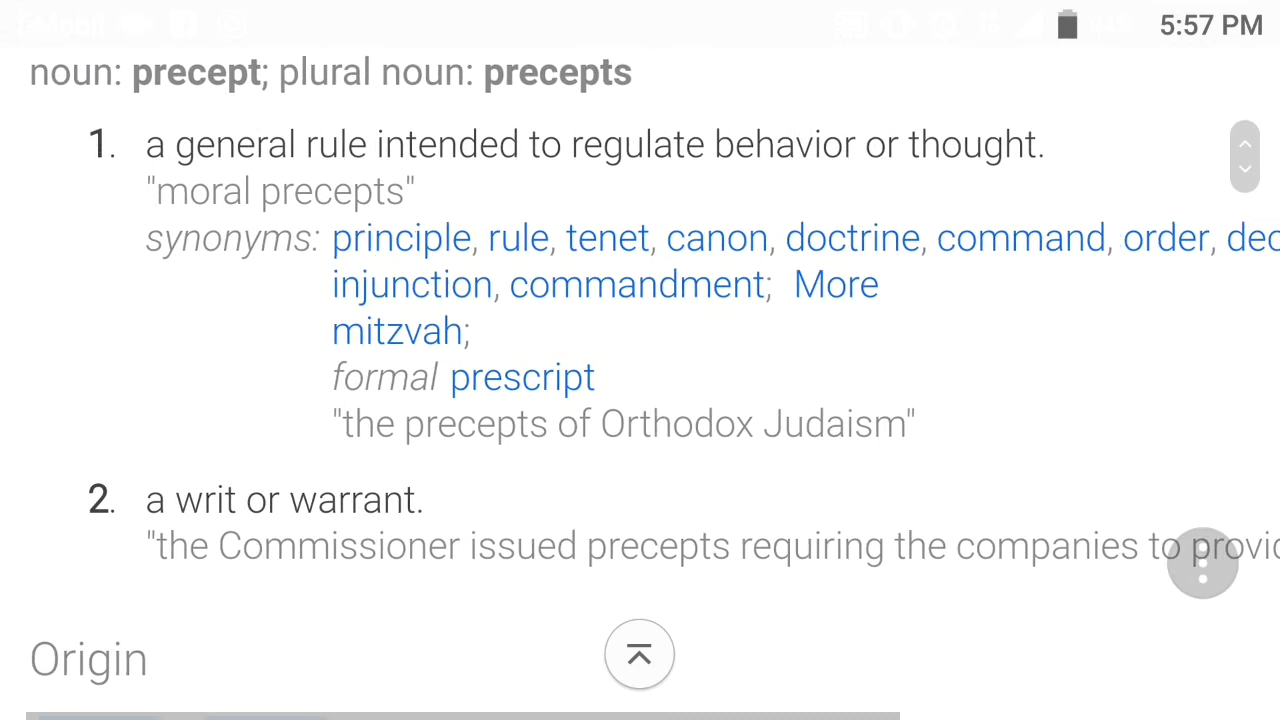 5:57 PM
noun: precept; plural noun: precepts
1. a general rule intended to regulate behavior or thought.
"moral precepts"
synonyms: principle, rule, tenet, canon, doctrine, command, order,
injunction, commandment; More
mitzvah;
formal prescript
"the precepts of Orthodox Judaism"
2. a writ or warrant.
"the Commissioner issued precepts requiring the companies to
Origin